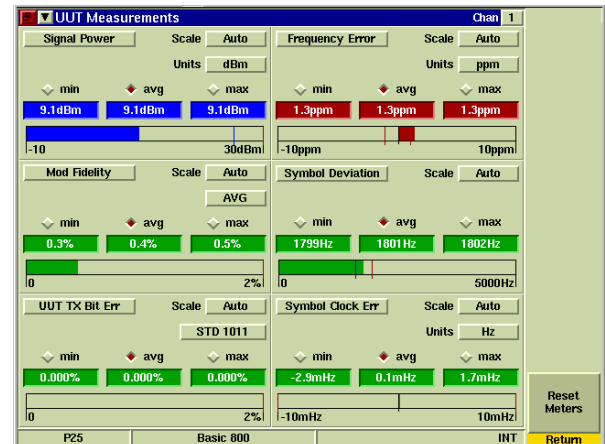 UUT Measurements Chan 1
Signal Power Scale Auto
Units dBm
min avg max
9.1dBm 9.1dBm 9.1dBm
-10 30dBm
Frequency Error Scale Auto
Units ppm
min avg max
1.3ppm 1.3ppm 1.3ppm
-10ppm 10ppm
Mod Fidelity Scale Auto
AVG
min avg max
0.3% 0.4% 0.5%
0 2%
Symbol Deviation Scale Auto
min avg max
1799Hz 1801Hz 1802Hz
0 5000Hz
UUT TX Bit Err Scale Auto
STD 1011
min avg max
0.000% 0.000% 0.000%
0 2%
Symbol Clock Err Scale Auto
Units Hz
min avg max
-2.9mHz 0.1mHz 1.7mHz
-10mHz 10mHz
Reset
Meters
P25 Basic 800 INT Return